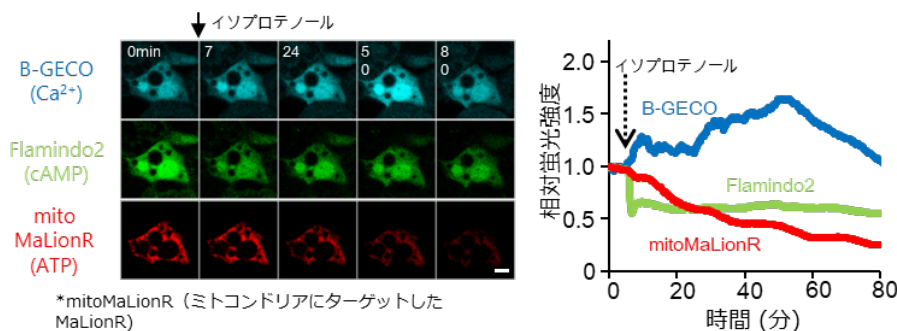 イソプロテノール
B-GECO
(Ca²⁺)
0min 7 24 5
0 8
0
Flamindo2
(cAMP)
mito
MaLionR
(ATP)
*mitoMaLionR（ミトコンドリアにターゲットした
MaLionR)
相対蛍光強度
2.0
1.5
1.0
0.5
0
イソプロテノール
B-GECO
Flamindo2
mitoMaLionR
0 20 40 60 80
時間 (分)